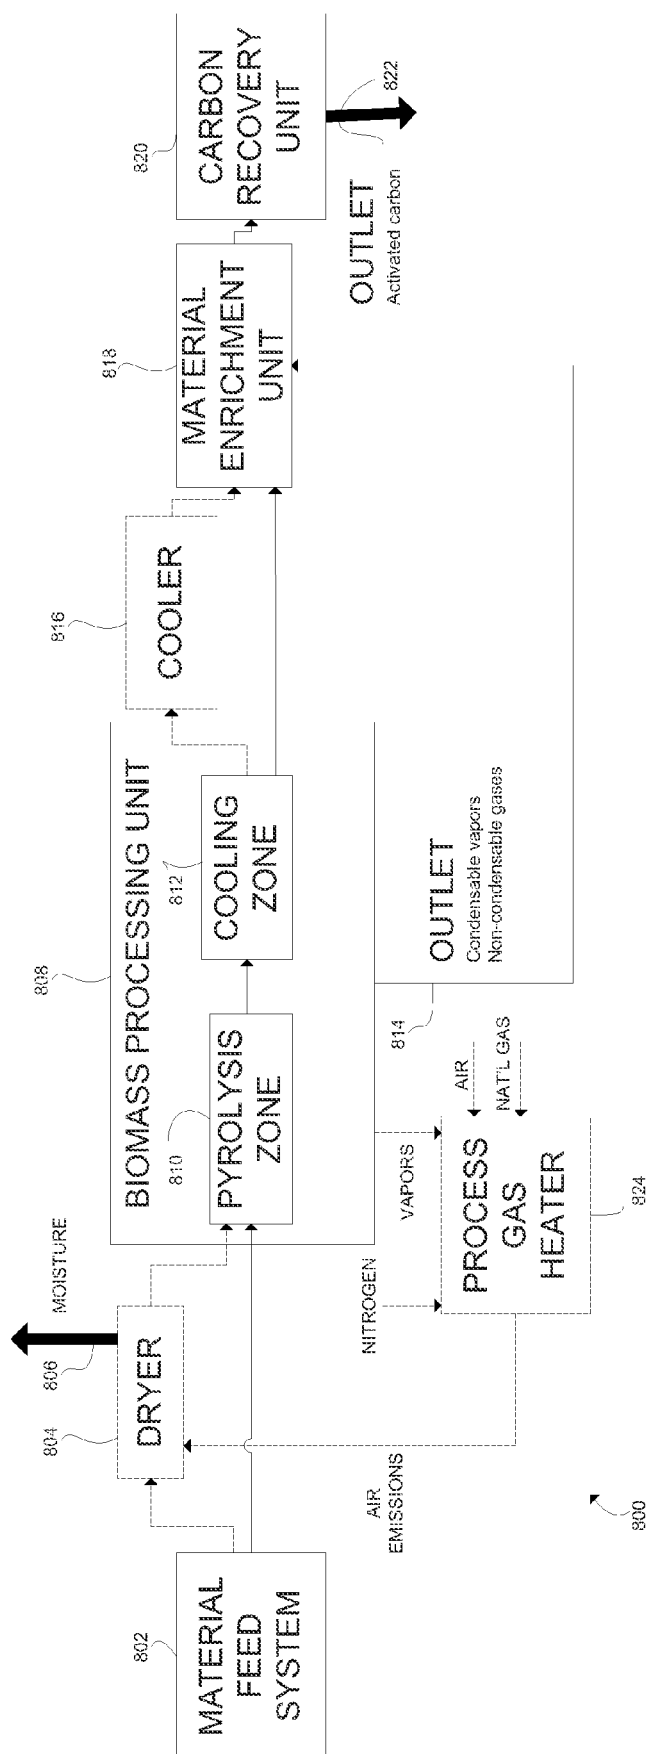 802
MATERIAL
FEED
SYSTEM
804
DRYER
806
MOISTURE
808
BIOMASS PROCESSING UNIT
810
PYROLYSIS
ZONE
812
COOLING
ZONE
816
COOLER
818
MATERIAL
ENRICHMENT
UNIT
820
CARBON
RECOVERY
UNIT
822
OUTLET
Activated carbon
814
OUTLET
Condensable vapors
Non-condensable gases
AIR
EMISSIONS
NITROGEN
VAPORS
AIR
NAT'L GAS
PROCESS
GAS
HEATER
824
800